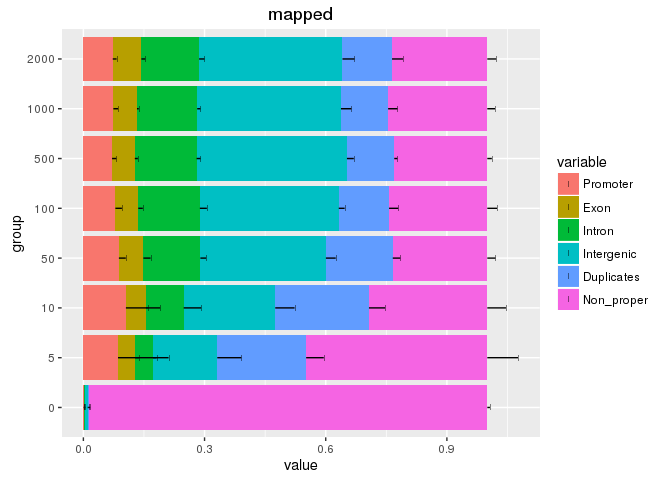 mapped
group
2000
1000
500
100
50
10
5
0
0.0 0.3 0.6 0.9
value
variable
Promoter
Exon
Intron
Intergenic
Duplicates
Non_proper